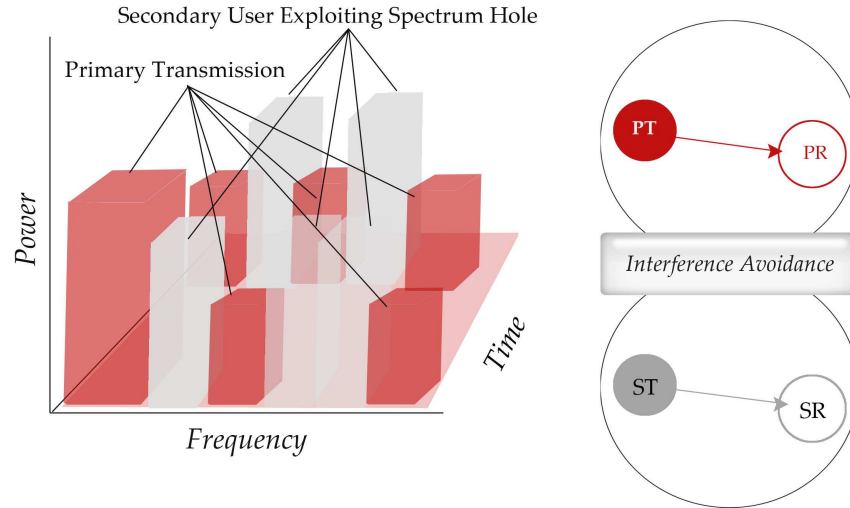 Secondary User Exploiting Spectrum Hole
Primary Transmission
Power
Time
Frequency
PT
PR
Interference Avoidance
ST
SR